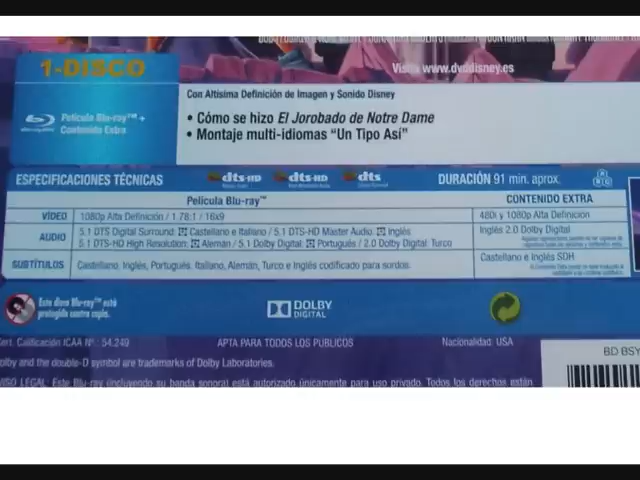 Visita www.dvddisney.es
1-DISCO
Película Blu-ray™ +
Contenido Extra
Con Altísima Definición de Imagen y Sonido Disney
• Cómo se hizo El Jorobado de Notre Dame
• Montaje multi-idiomas “Un Tipo Así”
ESPECIFICACIONES TÉCNICAS
dts-HD dts-HD dts
DURACIÓN 91 min. aprox.
Película Blu-ray™
CONTENIDO EXTRA
VÍDEO
1080p Alta Definición / 1.78:1 / 16x9
480i y 1080p Alta Definición
AUDIO
5.1 DTS Digital Surround: Castellano e Italiano / 5.1 DTS-HD Master Audio: Inglés
5.1 DTS-HD High Resolution: Alemán / 5.1 Dolby Digital: Portugués / 2.0 Dolby Digital: Turco
Inglés 2.0 Dolby Digital
SUBTÍTULOS
Castellano, Inglés, Portugués, Italiano, Alemán, Turco e Inglés codificado para sordos.
Castellano e Inglés SDH
Este disco Blu-ray™ está
protegido contra copia.
DOLBY
DIGITAL
Cert. Calificación ICAA Nº.: 54.249
APTA PARA TODOS LOS PÚBLICOS
Nacionalidad: USA
Dolby and the double-D symbol are trademarks of Dolby Laboratories.
AVISO LEGAL: Este Blu-ray (incluyendo su banda sonora) está autorizado únicamente para uso privado. Todos los derechos están
BD BSY